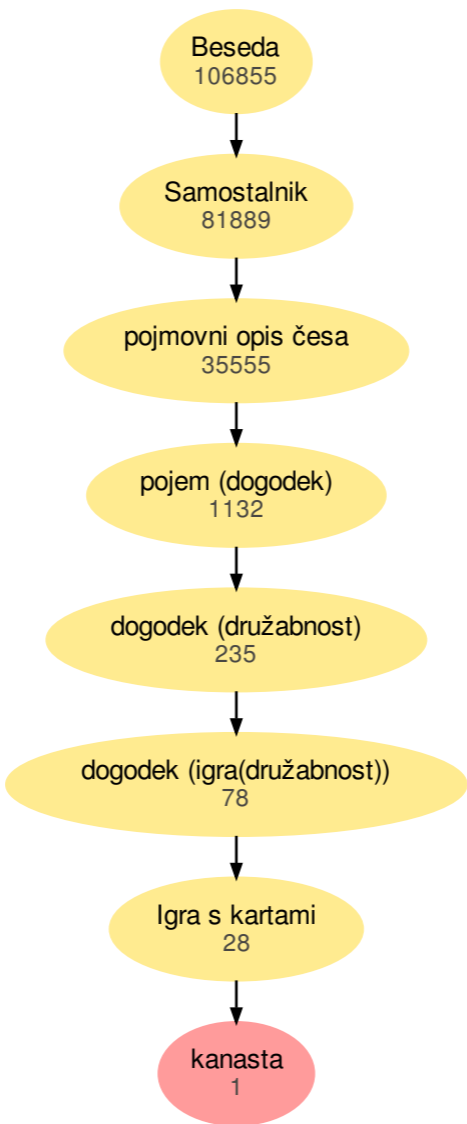 Beseda
106855
Samostalnik
81889
pojmovni opis česa
35555
pojem (dogodek)
1132
dogodek (družabnost)
235
dogodek (igra(družabnost))
78
Igra s kartami
28
kanasta
1